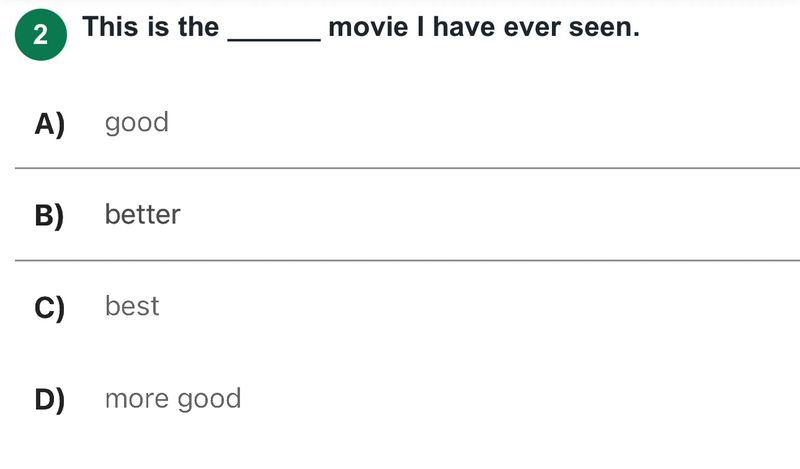 2 This is the ______ movie I have ever seen.
A) good
B) better
C) best
D) more good